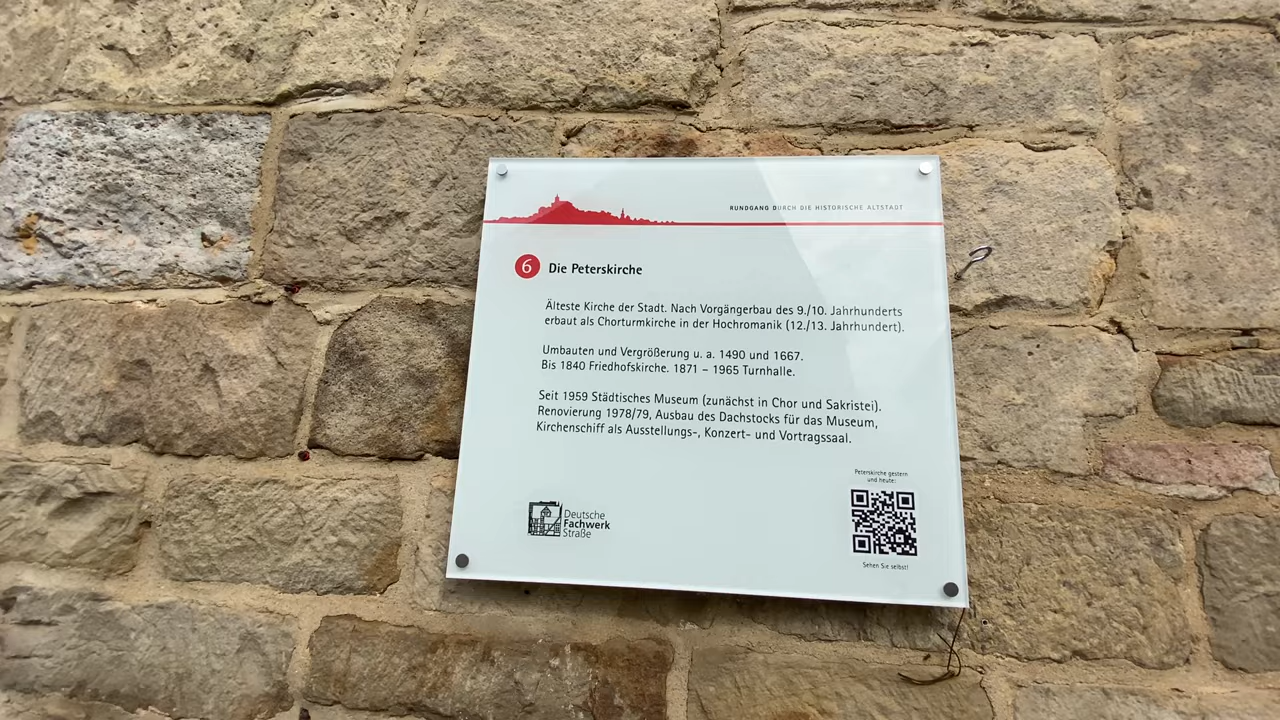 RUNDGANG DURCH DIE HISTORISCHE ALTSTADT
6 Die Peterskirche
Älteste Kirche der Stadt. Nach Vorgängerbau des 9./10. Jahrhunderts
erbaut als Chorturmkirche in der Hochromanik (12./13. Jahrhundert).
Umbauten und Vergrößerung u. a. 1490 und 1667.
Bis 1840 Friedhofskirche. 1871 – 1965 Turnhalle.
Seit 1959 Städtisches Museum (zunächst in Chor und Sakristei).
Renovierung 1978/79, Ausbau des Dachstocks für das Museum,
Kirchenschiff als Ausstellungs-, Konzert- und Vortragssaal.
Peterskirche gestern
und heute:
Sehen Sie selbst!
Deutsche
Fachwerk
Straße